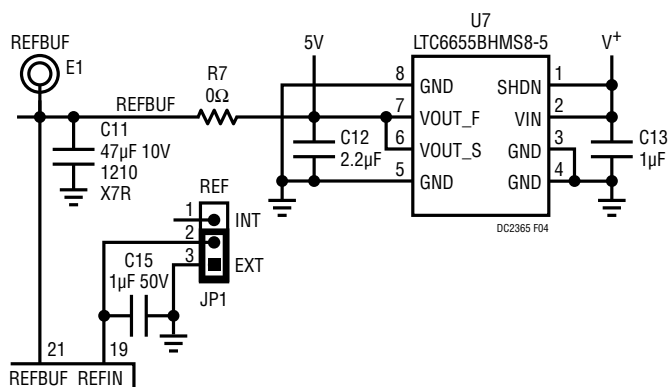 U7
REFBUF
5V
LTC6655BHMS8-5
V+
E1
R7
0Ω
8
GND
SHDN
1
REFBUF
7
VOUT_F
VIN
2
C11
47µF 10V
1210
X7R
C12
2.2µF
6
VOUT_S
GND
3
C13
1µF
5
GND
GND
4
REF
DC2365 F04
1
INT
2
C15
1µF 50V
3
EXT
JP1
21
19
REFBUF REFIN